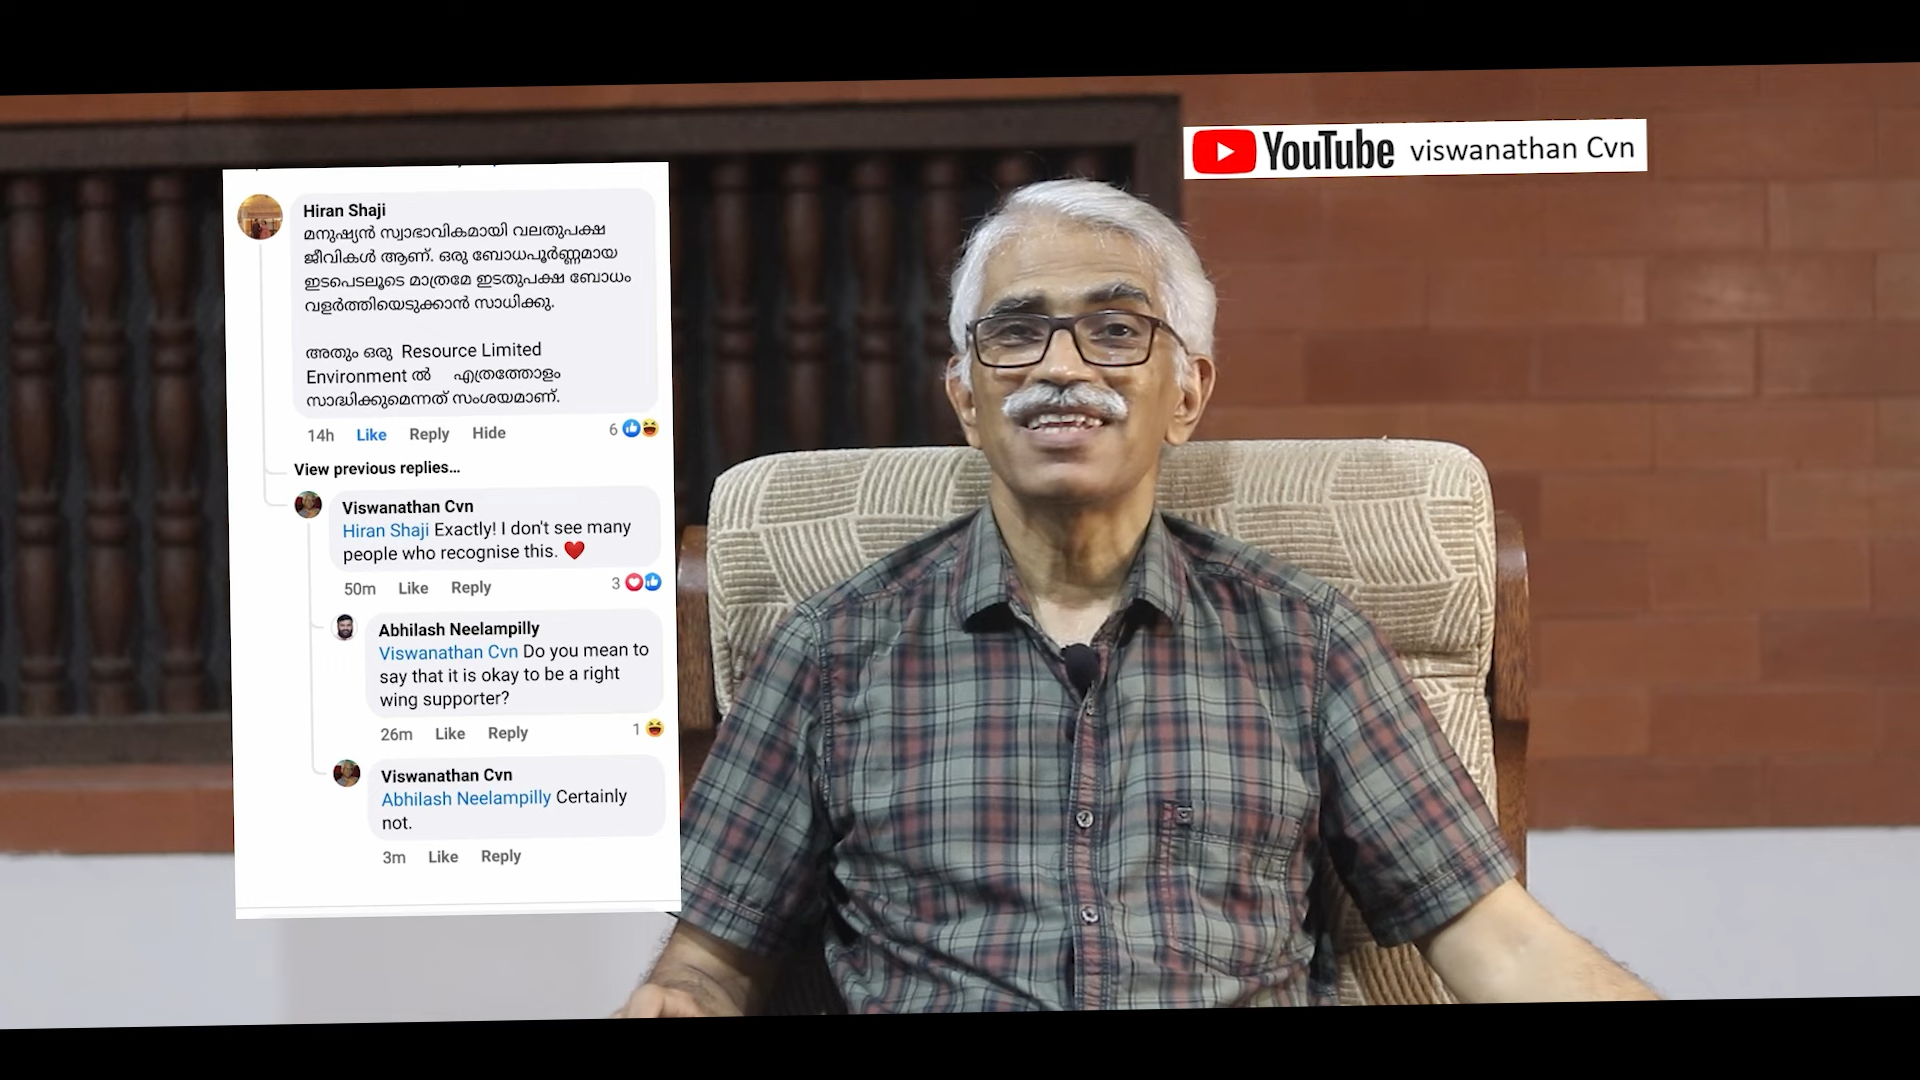 YouTube viswanathan Cvn
Hiran Shaji
മനുഷ്യൻ സ്വാഭാവികമായി വലതുപക്ഷ
ജീവികൾ ആണ്. ഒരു ബോധപൂർണ്ണമായ
ഇടപെടലൂടെ മാത്രമേ ഇടതുപക്ഷ ബോധം
വളർത്തിയെടുക്കാൻ സാധിക്കു.
അതും ഒരു Resource Limited
Environment ൽ എത്രത്തോളം
സാദ്ധിക്കുമെന്നത് സംശയമാണ്.
14h Like Reply Hide 6
View previous replies...
Viswanathan Cvn
Hiran Shaji Exactly! I don't see many
people who recognise this. ❤️
50m Like Reply 3
Abhilash Neelampilly
Viswanathan Cvn Do you mean to
say that it is okay to be a right
wing supporter?
26m Like Reply 1
Viswanathan Cvn
Abhilash Neelampilly Certainly
not.
3m Like Reply